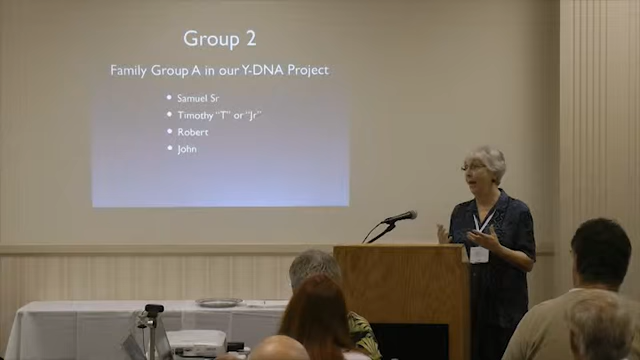 Group 2
Family Group A in our Y-DNA Project
• Samuel Sr
• Timothy "T" or "Jr"
• Robert
• John